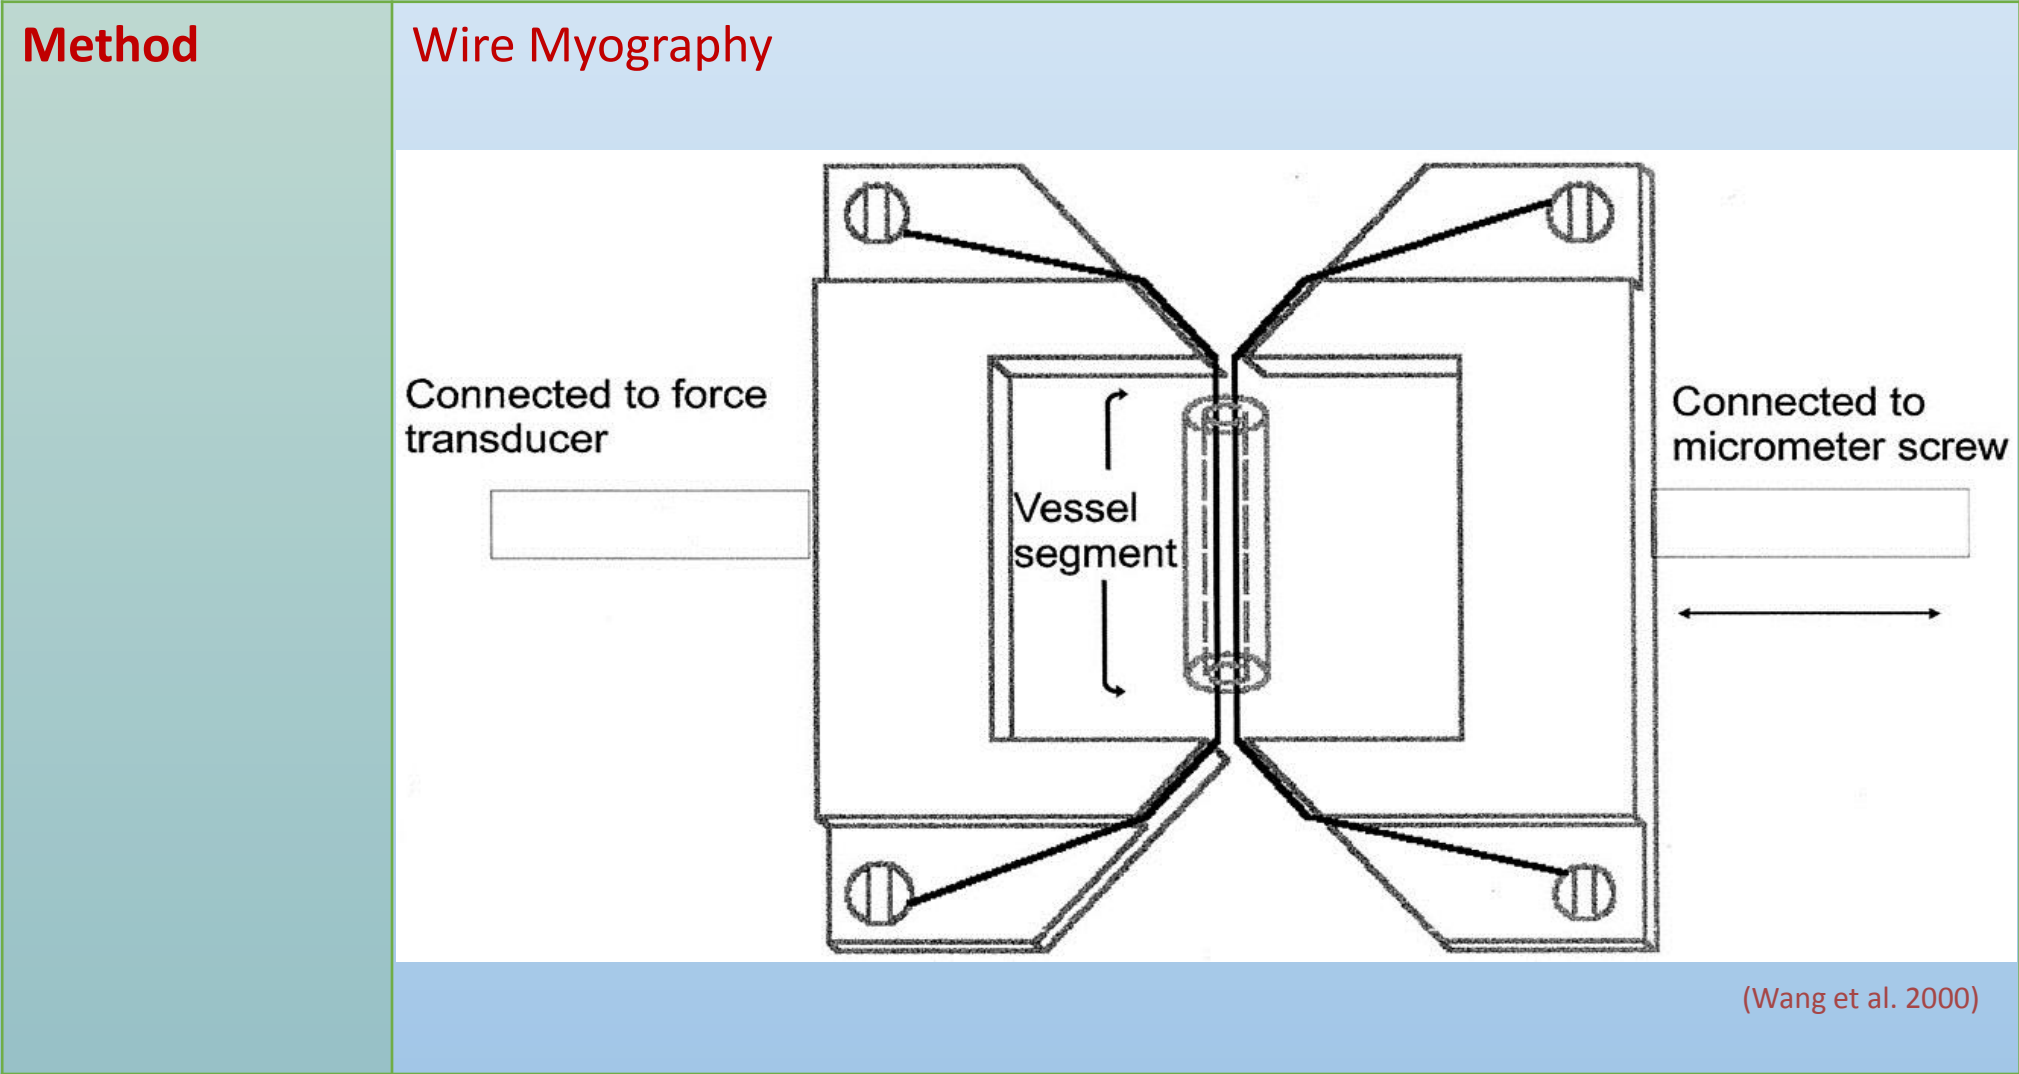 Method
Wire Myography
Connected to force
transducer
Vessel
segment
Connected to
micrometer screw
(Wang et al. 2000)